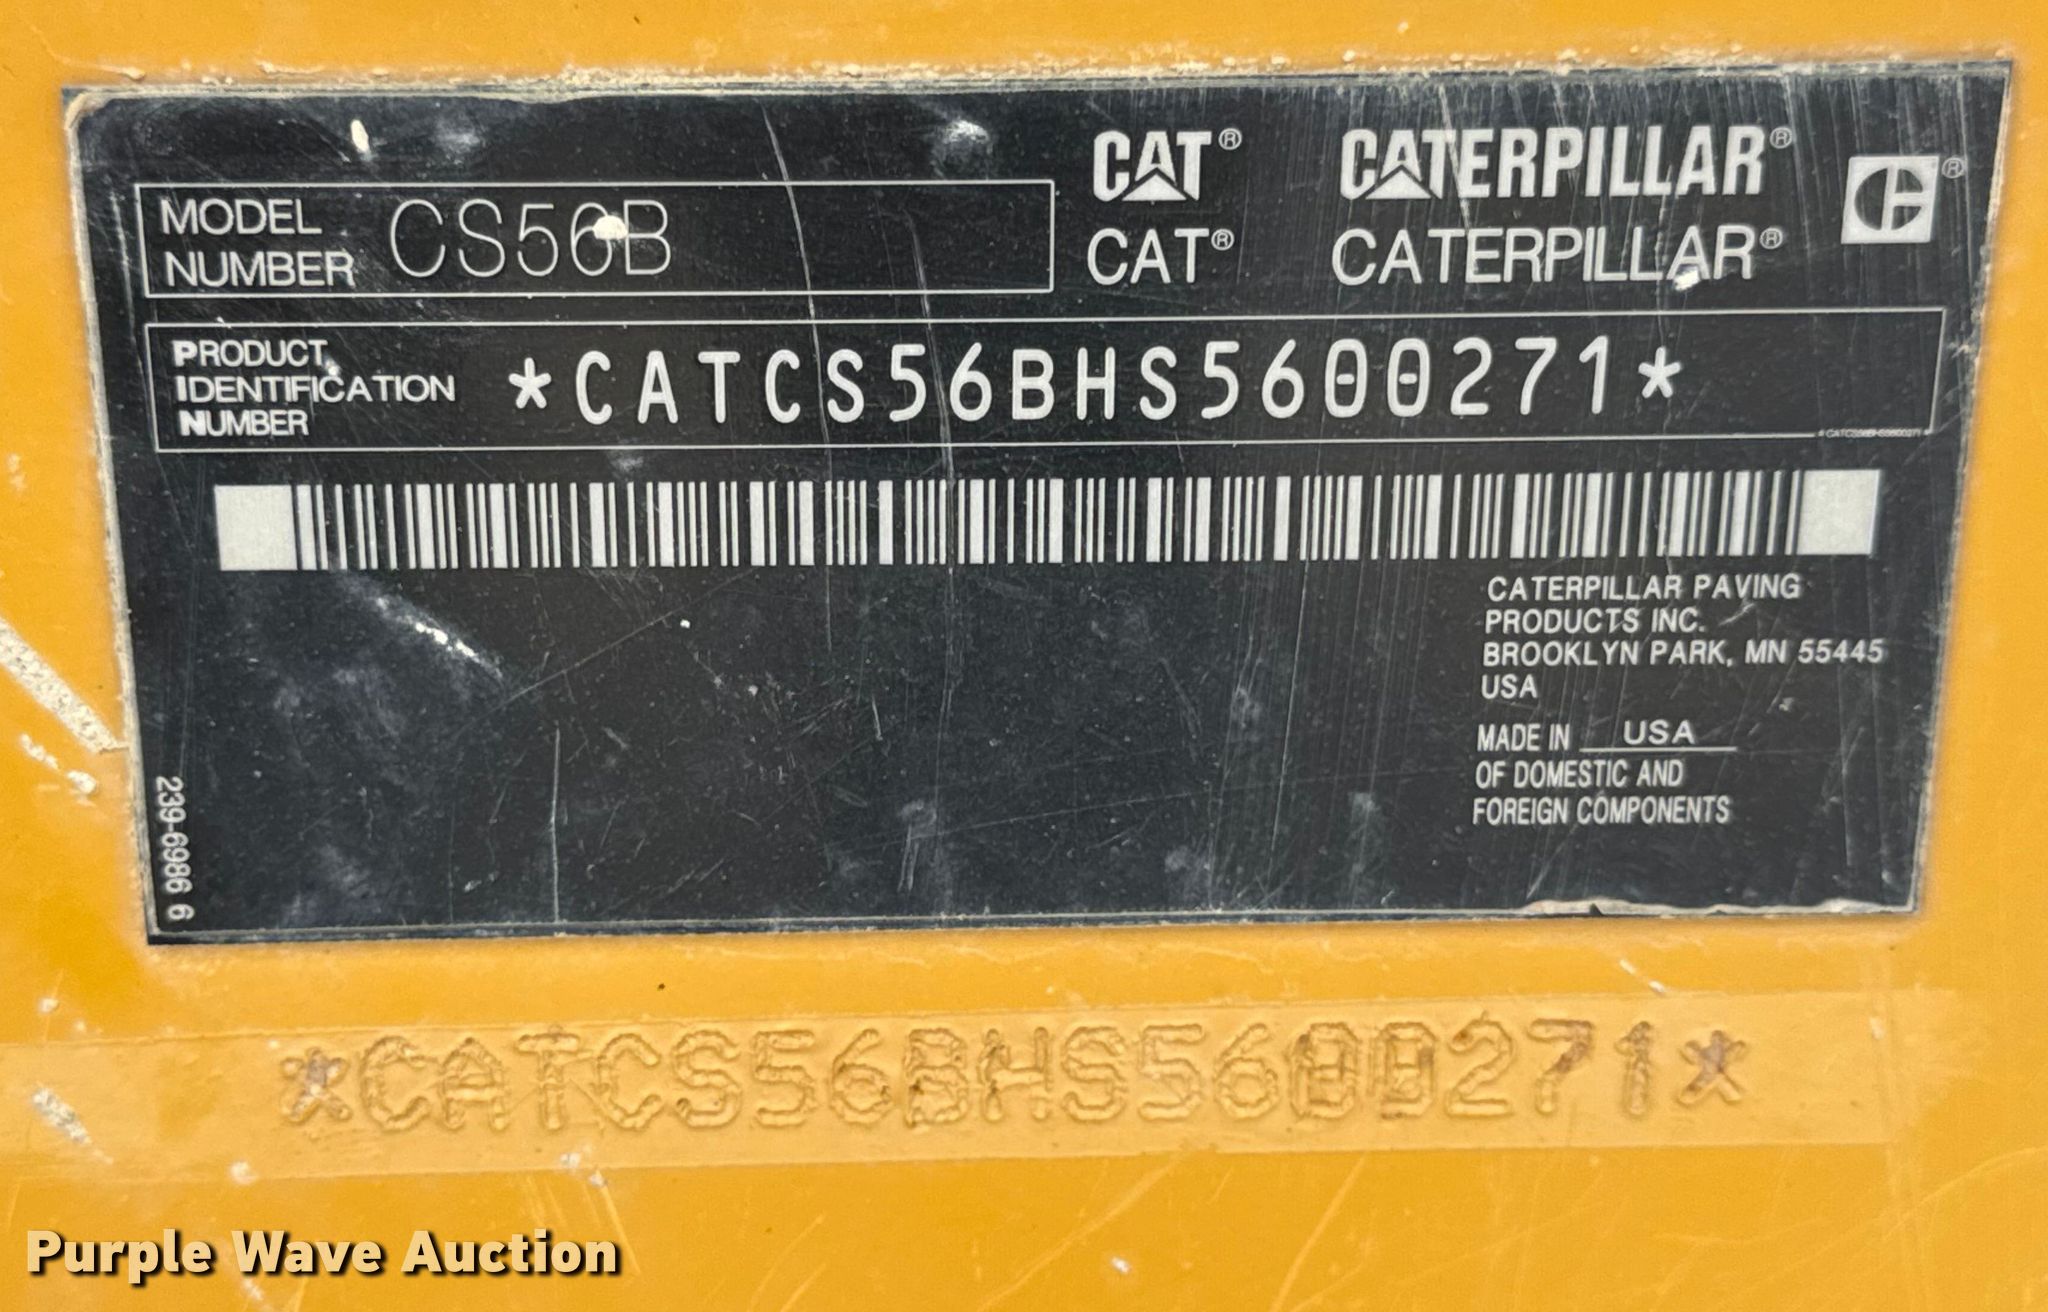 CAT® CATERPILLAR®
MODEL NUMBER CS56B
CAT® CATERPILLAR®
PRODUCT IDENTIFICATION NUMBER *CATCS56BHS5600271*
CATERPILLAR PAVING
PRODUCTS INC.
BROOKLYN PARK, MN 55445
USA
MADE IN USA
OF DOMESTIC AND
FOREIGN COMPONENTS
239-6986 6
*CATCS56BHS5600271*
Purple Wave Auction